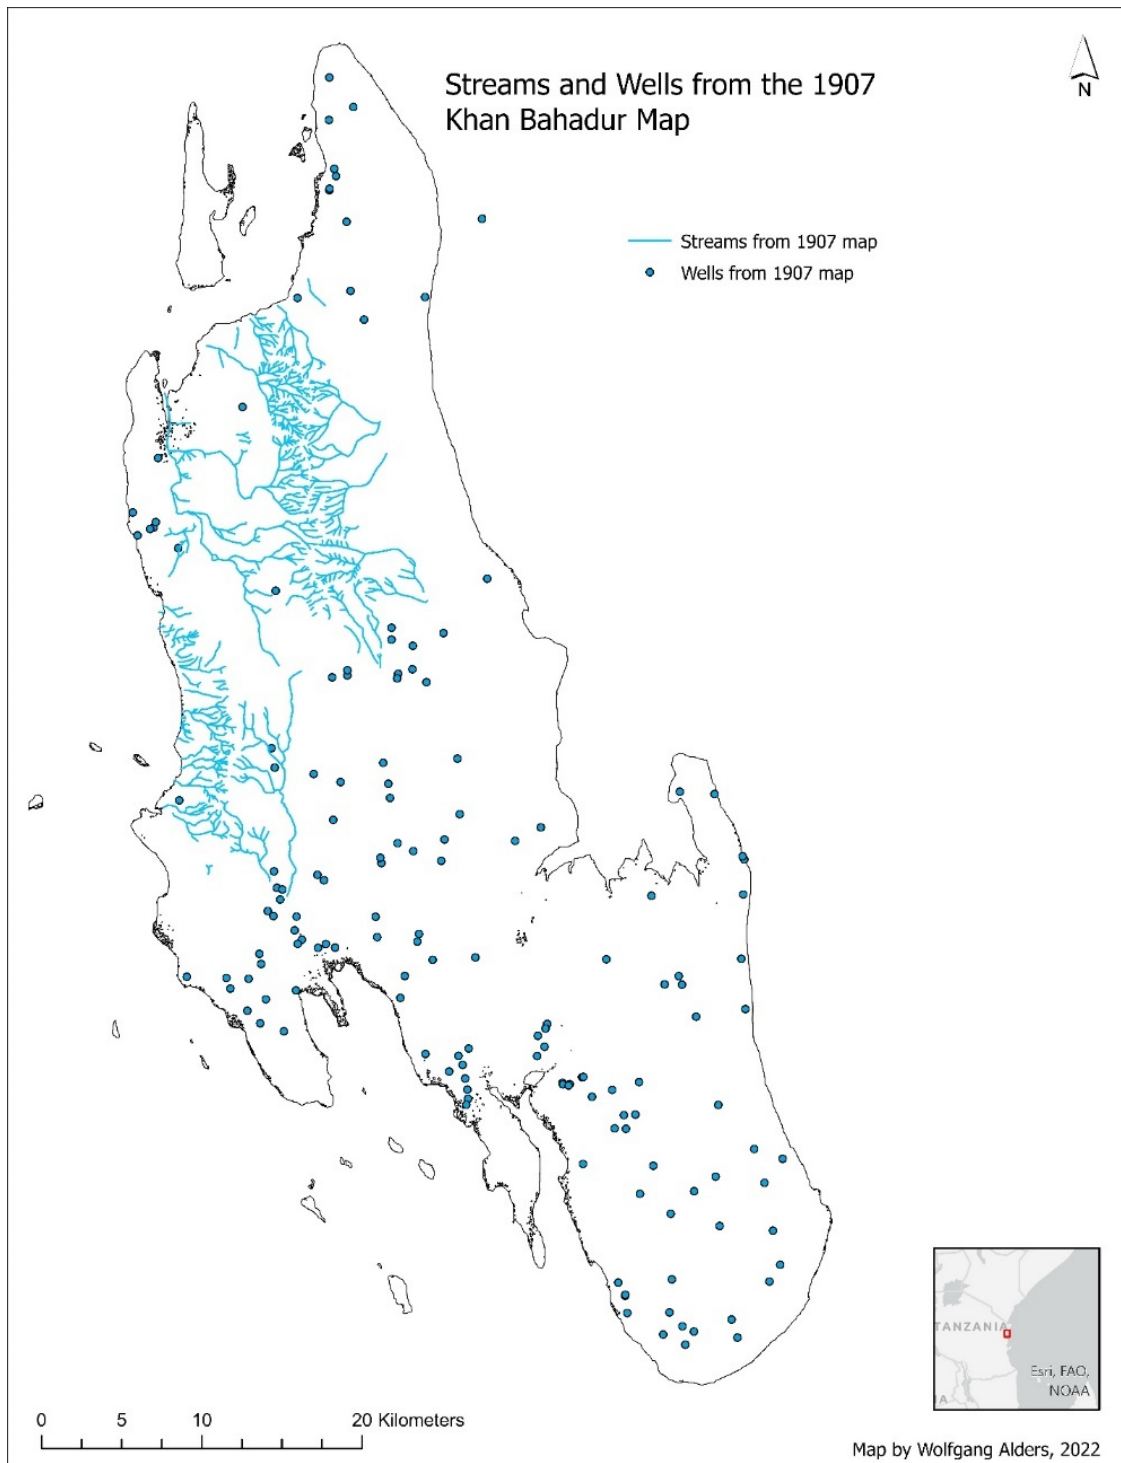 Streams and Wells from the 1907
Khan Bahadur Map
N
Streams from 1907 map
Wells from 1907 map
TANZANIA
IA
Esri, FAO,
NOAA
0 5 10 20 Kilometers
Map by Wolfgang Alders, 2022